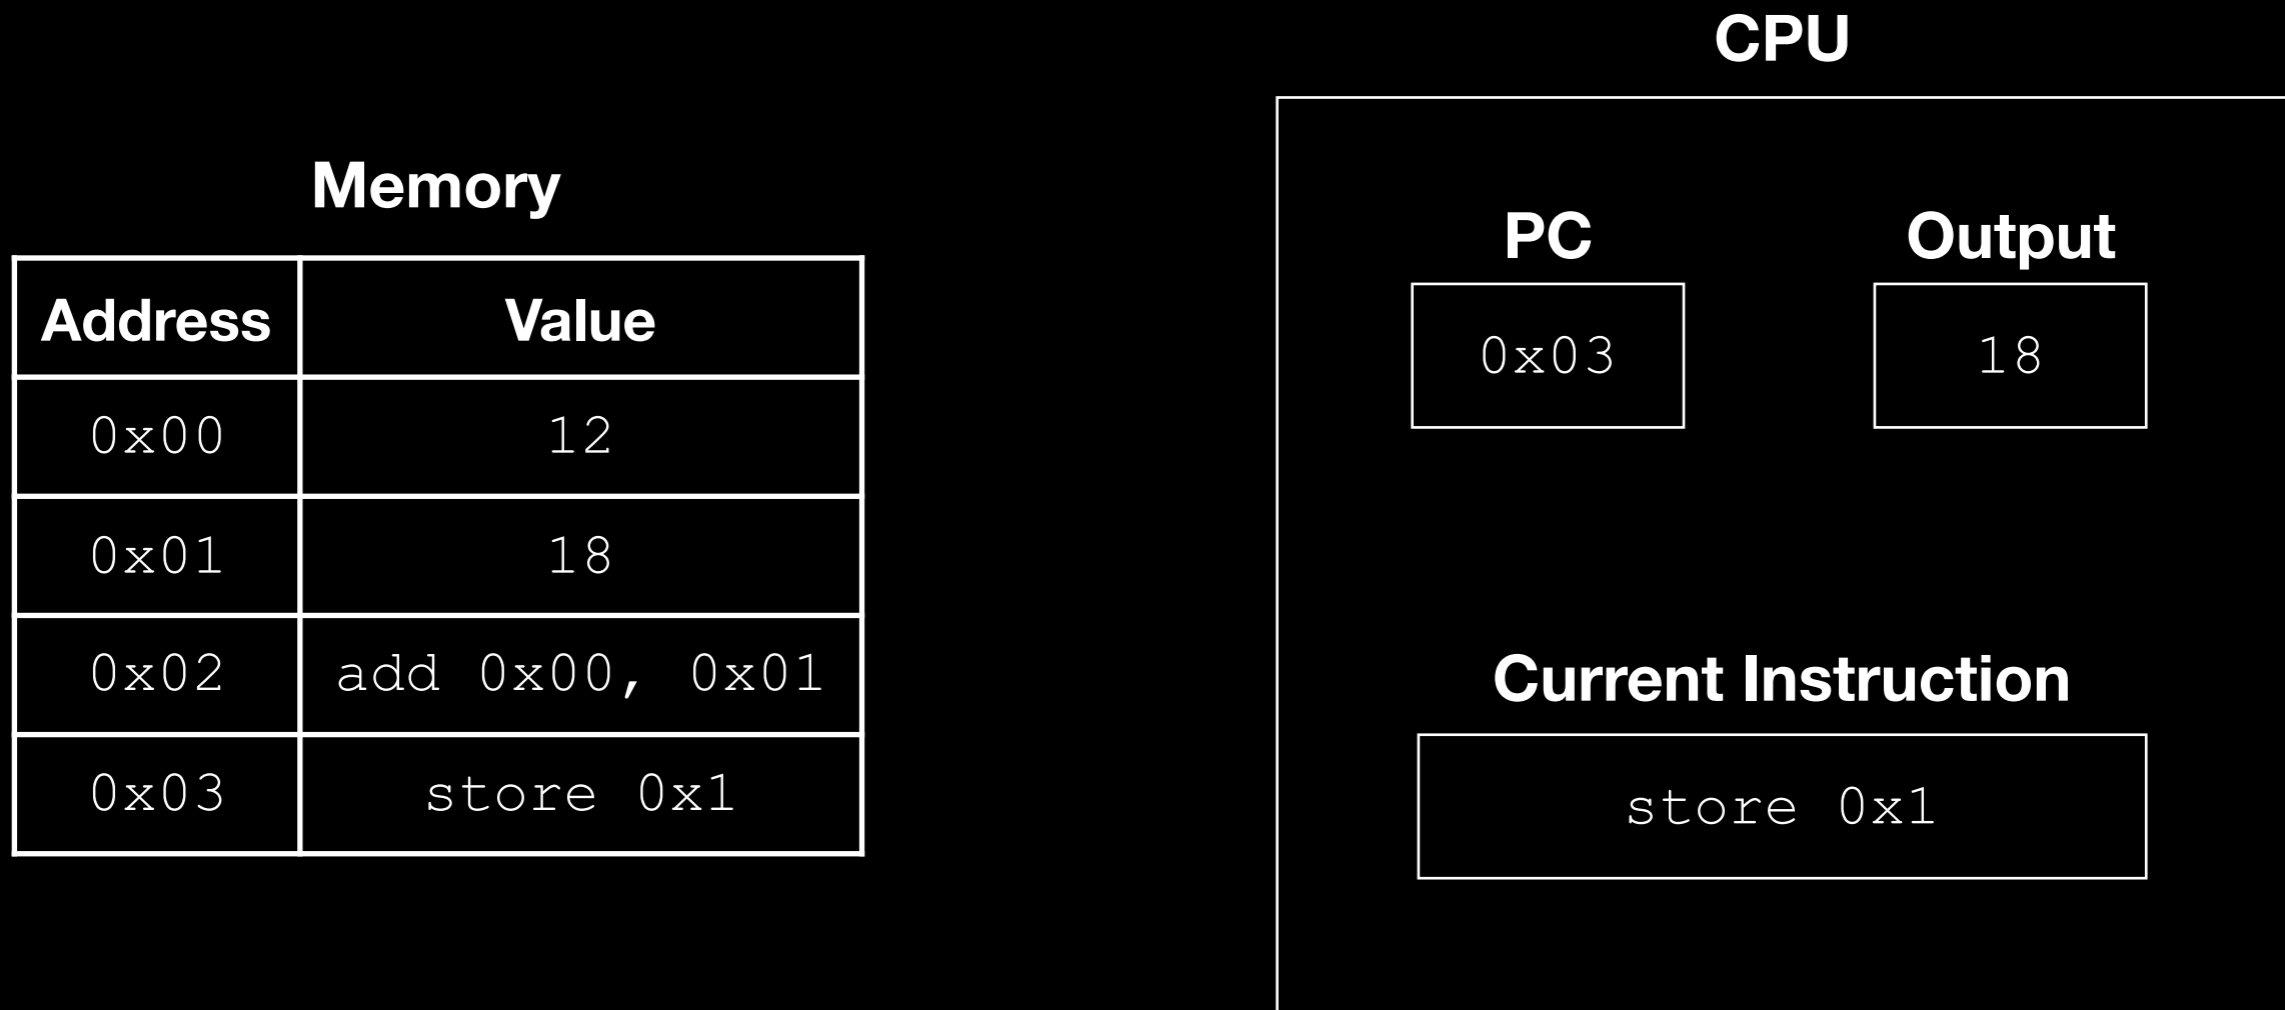 CPU
Memory
PC
Output
Address Value
0x03
18
0x00 12
0x01 18
0x02 add 0x00, 0x01
0x03 store 0x1
Current Instruction
store 0x1